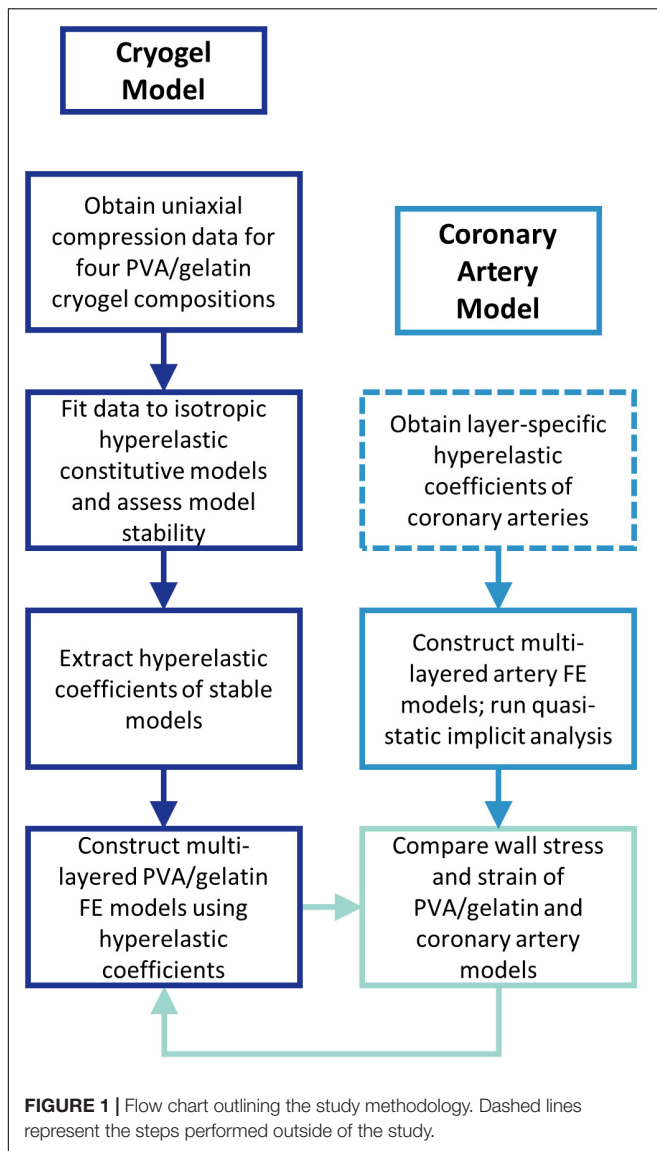 Cryogel
Model
Obtain uniaxial
compression data for
four PVA/gelatin
cryogel compositions
Fit data to isotropic
hyperelastic
constitutive models
and assess model
stability
Extract hyperelastic
coefficients of stable
models
Construct multi-
layered PVA/gelatin
FE models using
hyperelastic
coefficients
Coronary
Artery
Model
Obtain layer-specific
hyperelastic
coefficients of
coronary arteries
Construct multi-
layered artery FE
models; run quasi-
static implicit analysis
Compare wall stress
and strain of
PVA/gelatin and
coronary artery
models
FIGURE 1 | Flow chart outlining the study methodology. Dashed lines
represent the steps performed outside of the study.